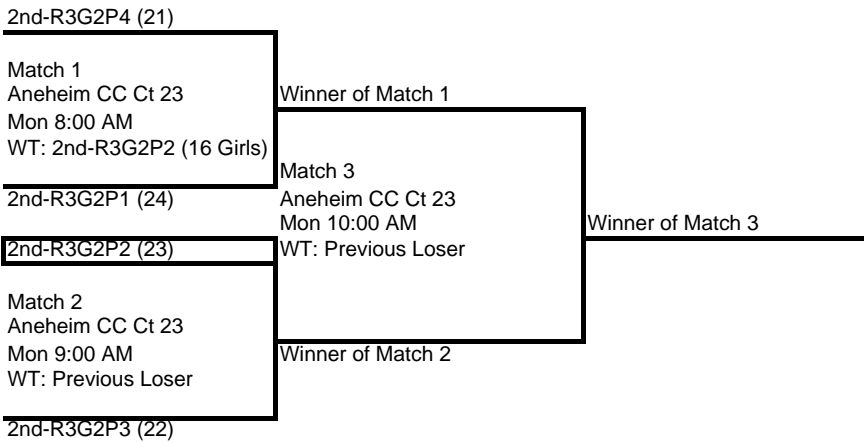 2nd-R3G2P4 (21)
Match 1
Aneheim CC Ct 23
Mon 8:00 AM
WT: 2nd-R3G2P2 (16 Girls)
2nd-R3G2P1 (24)
Winner of Match 1
Match 3
Aneheim CC Ct 23
Mon 10:00 AM
WT: Previous Loser
Winner of Match 3
2nd-R3G2P2 (23)
Match 2
Aneheim CC Ct 23
Mon 9:00 AM
WT: Previous Loser
Winner of Match 2
2nd-R3G2P3 (22)